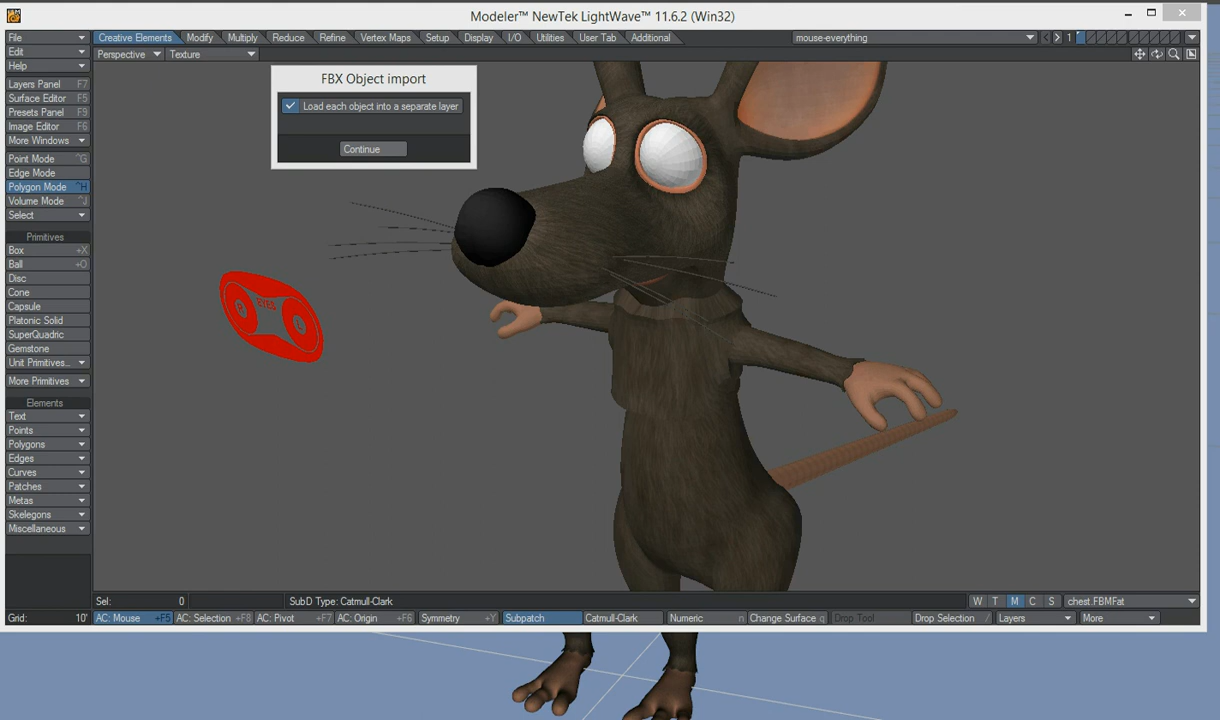 Modeler™ NewTek LightWave™ 11.6.2 (Win32)
File Creative Elements Modify Multiply Reduce Refine Vertex Maps Setup Display I/O Utilities User Tab Additional mouse-everything 1
Edit Perspective Texture
Help
FBX Object import
Layers Panel F7
Surface Editor F5
Load each object into a separate layer
Presets Panel F9
Image Editor F6
More Windows
Continue
Point Mode ^G
Edge Mode
Polygon Mode ^H
Volume Mode ^J
Select
Primitives
Box +X
Ball +O
Disc
Cone
Capsule
Platonic Solid
SuperQuadric
Gemstone
Unit Primitives...
More Primitives
EYES
R
L
Elements
Text
Points
Polygons
Edges
Curves
Patches
Metas
Skelegons
Miscellaneous
Sel: 0 SubD Type: Catmull-Clark W T M C S chest.FBMFat
Grid: 10' AC: Mouse +F5 AC: Selection +F8 AC: Pivot +F7 AC: Origin +F6 Symmetry +Y Subpatch Catmull-Clark Numeric n Change Surface q Drop Tool Drop Selection / Layers More